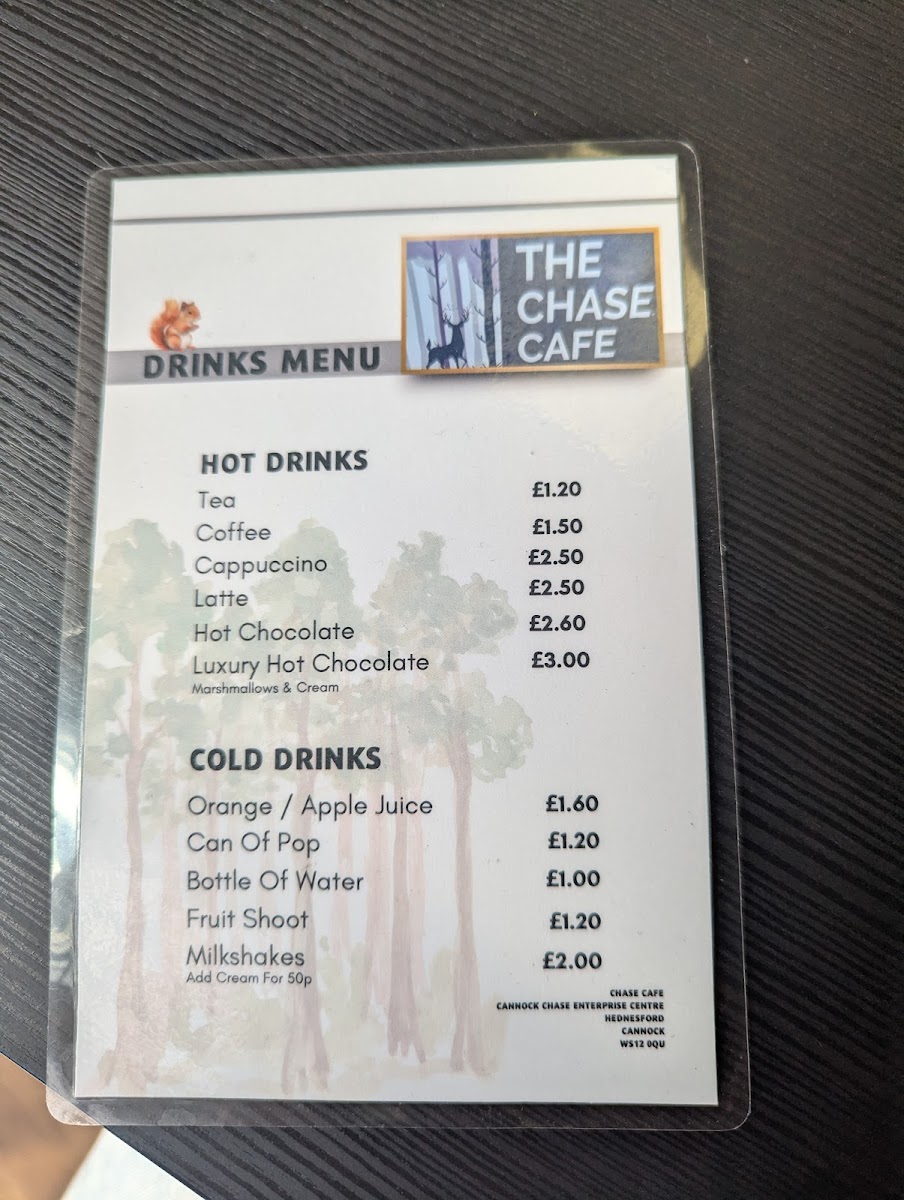 THE
CHASE
CAFE
DRINKS MENU
HOT DRINKS
Tea £1.20
Coffee £1.50
Cappuccino £2.50
Latte £2.50
Hot Chocolate £2.60
Luxury Hot Chocolate £3.00
Marshmallows & Cream
COLD DRINKS
Orange / Apple Juice £1.60
Can Of Pop £1.20
Bottle Of Water £1.00
Fruit Shoot £1.20
Milkshakes £2.00
Add Cream For 50p
CHASE CAFE
CANNOCK CHASE ENTERPRISE CENTRE
HEDNESFORD
CANNOCK
WS12 0QU